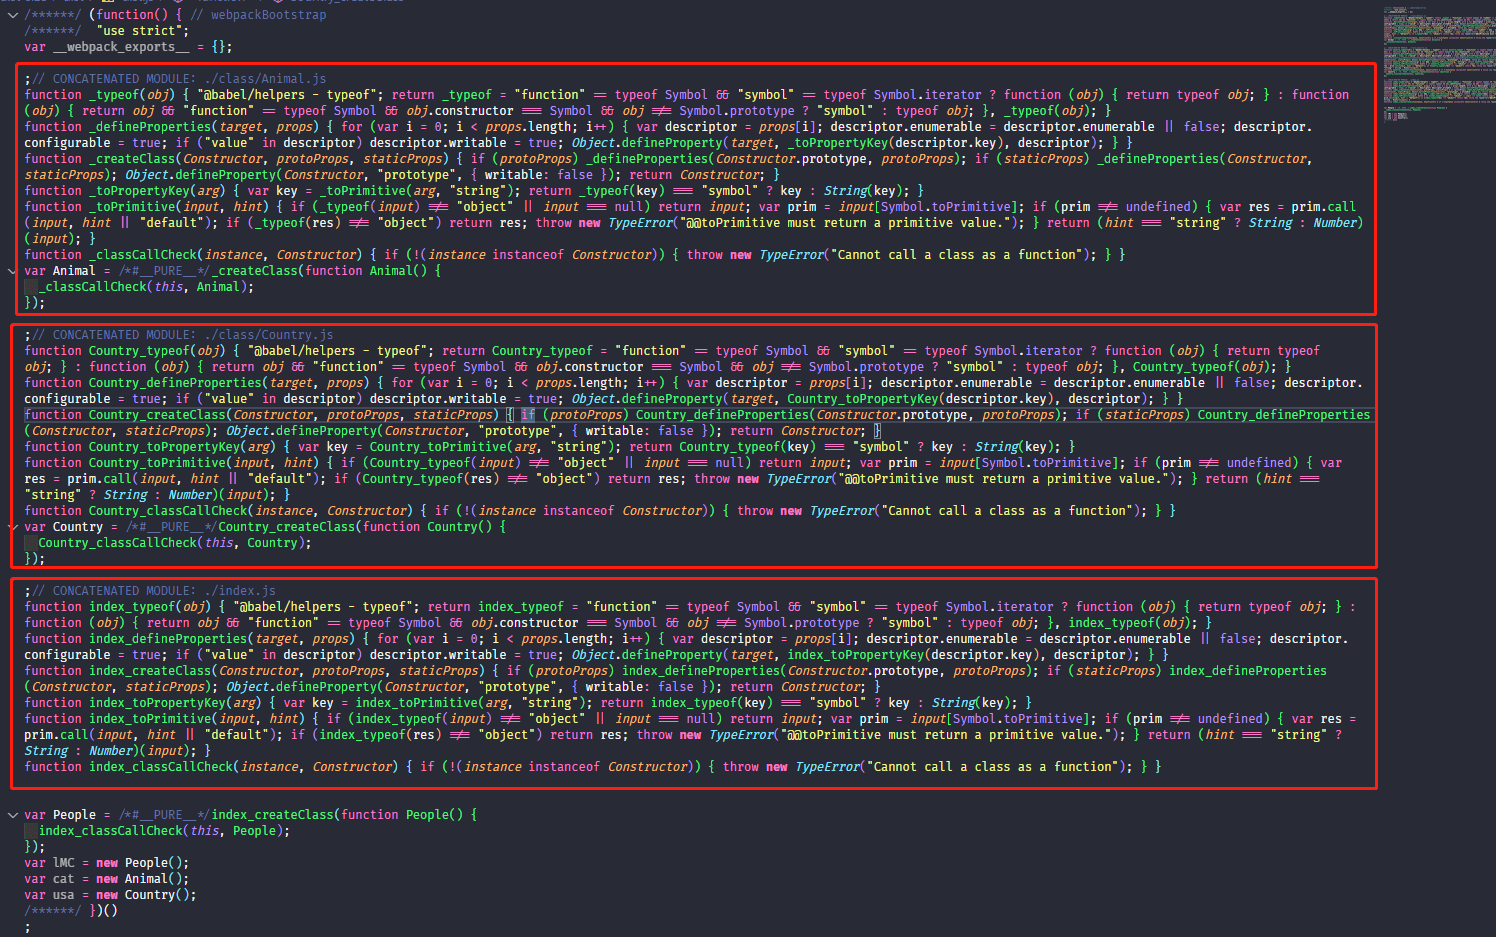 /******/ (function() { // webpackBootstrap
/******/  "use strict";
var __webpack_exports__ = {};
;// CONCATENATED MODULE: ./class/Animal.js
function _typeof(obj) { "@babel/helpers - typeof"; return _typeof = "function" == typeof Symbol && "symbol" == typeof Symbol.iterator ? function (obj) { return typeof obj; } : function
(obj) { return obj && "function" == typeof Symbol && obj.constructor === Symbol && obj !== Symbol.prototype ? "symbol" : typeof obj; }, _typeof(obj); }
function _defineProperties(target, props) { for (var i = 0; i < props.length; i++) { var descriptor = props[i]; descriptor.enumerable = descriptor.enumerable || false; descriptor.
configurable = true; if ("value" in descriptor) descriptor.writable = true; Object.defineProperty(target, _toPropertyKey(descriptor.key), descriptor); } }
function _createClass(Constructor, protoProps, staticProps) { if (protoProps) _defineProperties(Constructor.prototype, protoProps); if (staticProps) _defineProperties(Constructor,
staticProps); Object.defineProperty(Constructor, "prototype", { writable: false }); return Constructor; }
function _toPropertyKey(arg) { var key = _toPrimitive(arg, "string"); return _typeof(key) === "symbol" ? key : String(key); }
function _toPrimitive(input, hint) { if (_typeof(input) !== "object" || input === null) return input; var prim = input[Symbol.toPrimitive]; if (prim !== undefined) { var res = prim.call
(input, hint || "default"); if (_typeof(res) !== "object") return res; throw new TypeError("@@toPrimitive must return a primitive value."); } return (hint === "string" ? String : Number)
(input); }
function _classCallCheck(instance, Constructor) { if (!(instance instanceof Constructor)) { throw new TypeError("Cannot call a class as a function"); } }
var Animal = /*#__PURE__*/_createClass(function Animal() {
_classCallCheck(this, Animal);
});
;// CONCATENATED MODULE: ./class/Country.js
function Country_typeof(obj) { "@babel/helpers - typeof"; return Country_typeof = "function" == typeof Symbol && "symbol" == typeof Symbol.iterator ? function (obj) { return typeof
obj; } : function (obj) { return obj && "function" == typeof Symbol && obj.constructor === Symbol && obj !== Symbol.prototype ? "symbol" : typeof obj; }, Country_typeof(obj); }
function Country_defineProperties(target, props) { for (var i = 0; i < props.length; i++) { var descriptor = props[i]; descriptor.enumerable = descriptor.enumerable || false; descriptor.
configurable = true; if ("value" in descriptor) descriptor.writable = true; Object.defineProperty(target, Country_toPropertyKey(descriptor.key), descriptor); } }
function Country_createClass(Constructor, protoProps, staticProps) { if (protoProps) Country_defineProperties(Constructor.prototype, protoProps); if (staticProps) Country_defineProperties
(Constructor, staticProps); Object.defineProperty(Constructor, "prototype", { writable: false }); return Constructor; }
function Country_toPropertyKey(arg) { var key = Country_toPrimitive(arg, "string"); return Country_typeof(key) === "symbol" ? key : String(key); }
function Country_toPrimitive(input, hint) { if (Country_typeof(input) !== "object" || input === null) return input; var prim = input[Symbol.toPrimitive]; if (prim !== undefined) { var
res = prim.call(input, hint || "default"); if (Country_typeof(res) !== "object") return res; throw new TypeError("@@toPrimitive must return a primitive value."); } return (hint ===
"string" ? String : Number)(input); }
function Country_classCallCheck(instance, Constructor) { if (!(instance instanceof Constructor)) { throw new TypeError("Cannot call a class as a function"); } }
var Country = /*#__PURE__*/Country_createClass(function Country() {
Country_classCallCheck(this, Country);
});
;// CONCATENATED MODULE: ./index.js
function index_typeof(obj) { "@babel/helpers - typeof"; return index_typeof = "function" == typeof Symbol && "symbol" == typeof Symbol.iterator ? function (obj) { return typeof obj; } :
function (obj) { return obj && "function" == typeof Symbol && obj.constructor === Symbol && obj !== Symbol.prototype ? "symbol" : typeof obj; }, index_typeof(obj); }
function index_defineProperties(target, props) { for (var i = 0; i < props.length; i++) { var descriptor = props[i]; descriptor.enumerable = descriptor.enumerable || false; descriptor.
configurable = true; if ("value" in descriptor) descriptor.writable = true; Object.defineProperty(target, index_toPropertyKey(descriptor.key), descriptor); } }
function index_createClass(Constructor, protoProps, staticProps) { if (protoProps) index_defineProperties(Constructor.prototype, protoProps); if (staticProps) index_defineProperties
(Constructor, staticProps); Object.defineProperty(Constructor, "prototype", { writable: false }); return Constructor; }
function index_toPropertyKey(arg) { var key = index_toPrimitive(arg, "string"); return index_typeof(key) === "symbol" ? key : String(key); }
function index_toPrimitive(input, hint) { if (index_typeof(input) !== "object" || input === null) return input; var prim = input[Symbol.toPrimitive]; if (prim !== undefined) { var res =
prim.call(input, hint || "default"); if (index_typeof(res) !== "object") return res; throw new TypeError("@@toPrimitive must return a primitive value."); } return (hint === "string" ?
String : Number)(input); }
function index_classCallCheck(instance, Constructor) { if (!(instance instanceof Constructor)) { throw new TypeError("Cannot call a class as a function"); } }
var People = /*#__PURE__*/index_createClass(function People() {
index_classCallCheck(this, People);
});
var lMC = new People();
var cat = new Animal();
var usa = new Country();
/******/ })()
;